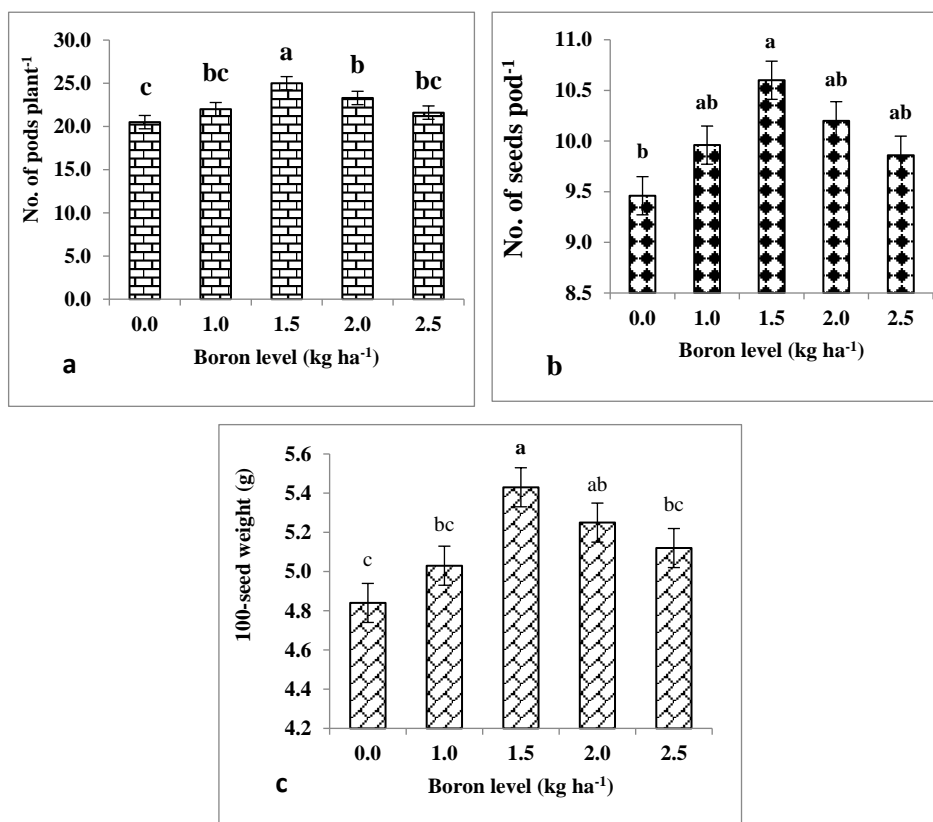 No. of pods plant⁻¹
30.0
25.0
20.0
15.0
10.0
5.0
0.0
c bc a b bc
0.0 1.0 1.5 2.0 2.5
Boron level (kg ha⁻¹)
a
No. of seeds pod⁻¹
11.0
10.5
10.0
9.5
9.0
8.5
b ab a ab ab
0.0 1.0 1.5 2.0 2.5
Boron level (kg ha⁻¹)
b
100-seed weight (g)
5.6
5.4
5.2
5.0
4.8
4.6
4.4
4.2
c bc a ab bc
0.0 1.0 1.5 2.0 2.5
Boron level (kg ha⁻¹)
c